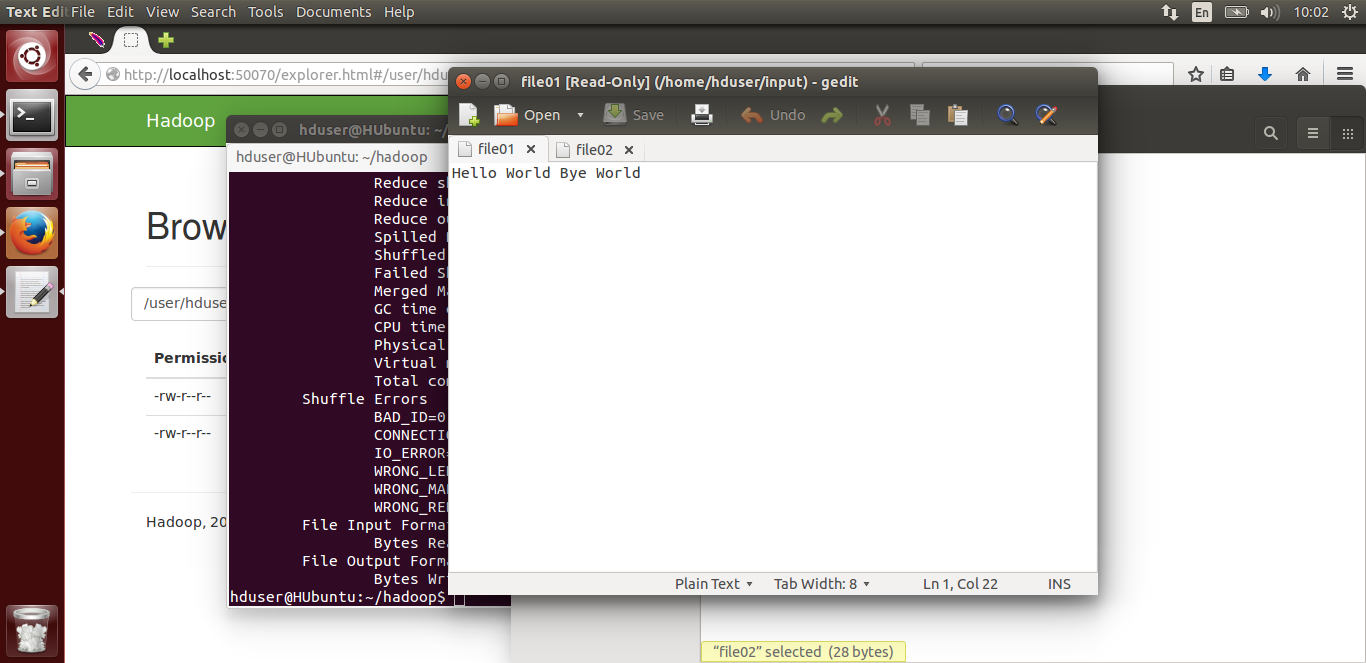 Text Edi File Edit View Search Tools Documents Help En 10:02
http://localhost:50070/explorer.html#/user/hdu
file01 [Read-Only] (/home/hduser/input) - gedit
Open Save Undo
Hadoop
hduser@HUbuntu: ~/
hduser@HUbuntu: ~/hadoop
file01 file02
Hello World Bye World
Brow
/user/hduse
Permissio
-rw-r--r--
-rw-r--r--
Hadoop, 20
Reduce s
Reduce i
Reduce o
Spilled
Shuffled
Failed S
Merged M
GC time
CPU time
Physical
Virtual
Total co
Shuffle Errors
BAD_ID=0
CONNECTIO
IO_ERROR=
WRONG_LE
WRONG_MA
WRONG_RE
File Input Forma
Bytes Re
File Output Forma
Bytes Wr
hduser@HUbuntu:~/hadoop$
Plain Text Tab Width: 8 Ln 1, Col 22 INS
“file02” selected (28 bytes)